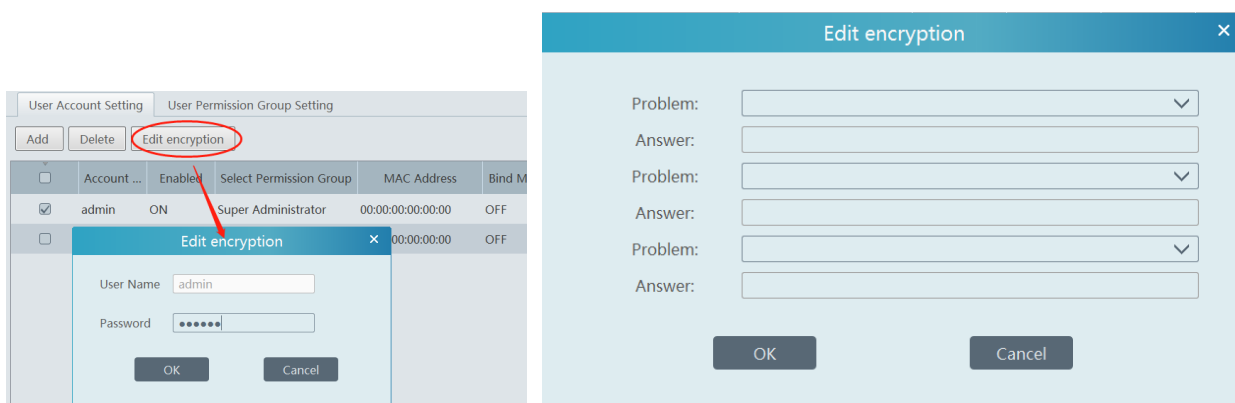 User Account Setting User Permission Group Setting
Add Delete Edit encryption
Account ... Enabled Select Permission Group MAC Address Bind M
admin ON Super Administrator 00:00:00:00:00:00 OFF
00:00:00:00 OFF
Edit encryption
User Name admin
Password ••••••
OK Cancel
Edit encryption
Problem:
Answer:
Problem:
Answer:
Problem:
Answer:
OK Cancel